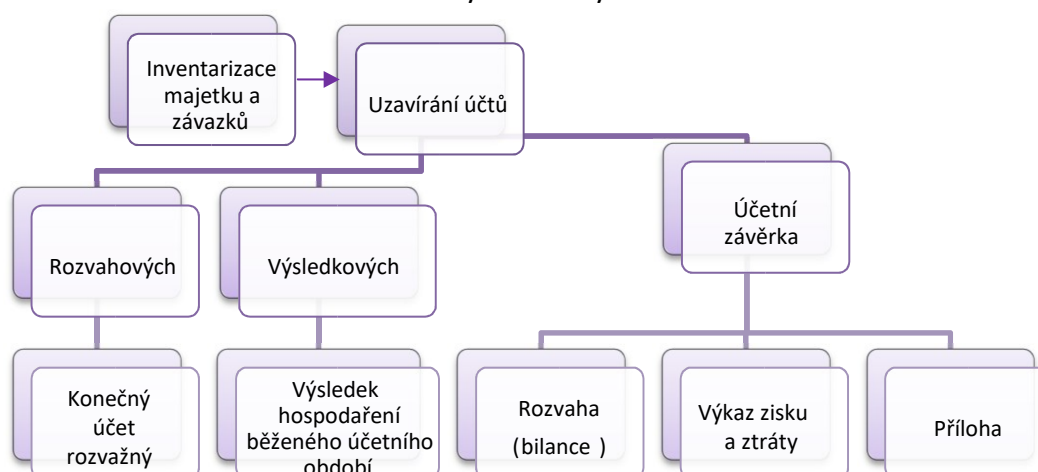 Inventarizace
majetku a
závazků
Uzavírání účtů
Účetní
závěrka
Rozvahových
Výsledkových
Konečný
účet
rozvažný
Výsledek
hospodaření
běženého účetního
období
Rozvaha
(bilance )
Výkaz zisku
a ztráty
Příloha